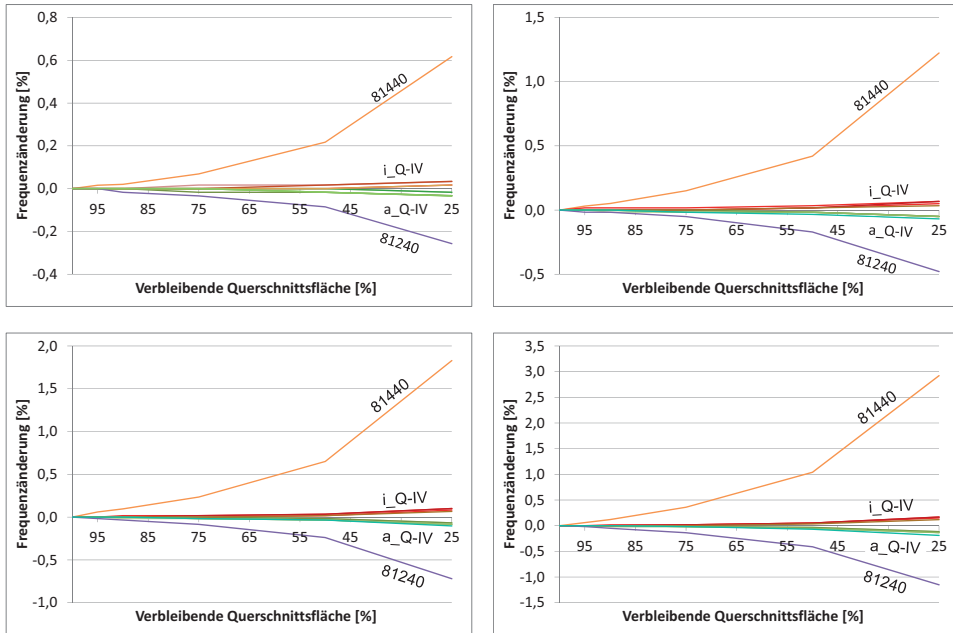 0,8
0,6
0,4
0,2
0,0
-0,2
-0,4
Frequenzänderung [%]
81440
i_Q-IV
95 85 75 65 55 45 35 25
a_Q-IV
81240
Verbleibende Querschnittsfläche [%]
1,5
1,0
0,5
0,0
-0,5
Frequenzänderung [%]
81440
i_Q-IV
95 85 75 65 55 45 35 25
a_Q-IV
81240
Verbleibende Querschnittsfläche [%]
2,0
1,5
1,0
0,5
0,0
-0,5
-1,0
Frequenzänderung [%]
81440
i_Q-IV
95 85 75 65 55 45 35 25
a_Q-IV
81240
Verbleibende Querschnittsfläche [%]
3,5
3,0
2,5
2,0
1,5
1,0
0,5
0,0
-0,5
-1,0
-1,5
Frequenzänderung [%]
81440
i_Q-IV
95 85 75 65 55 45 35 25
a_Q-IV
81240
Verbleibende Querschnittsfläche [%]